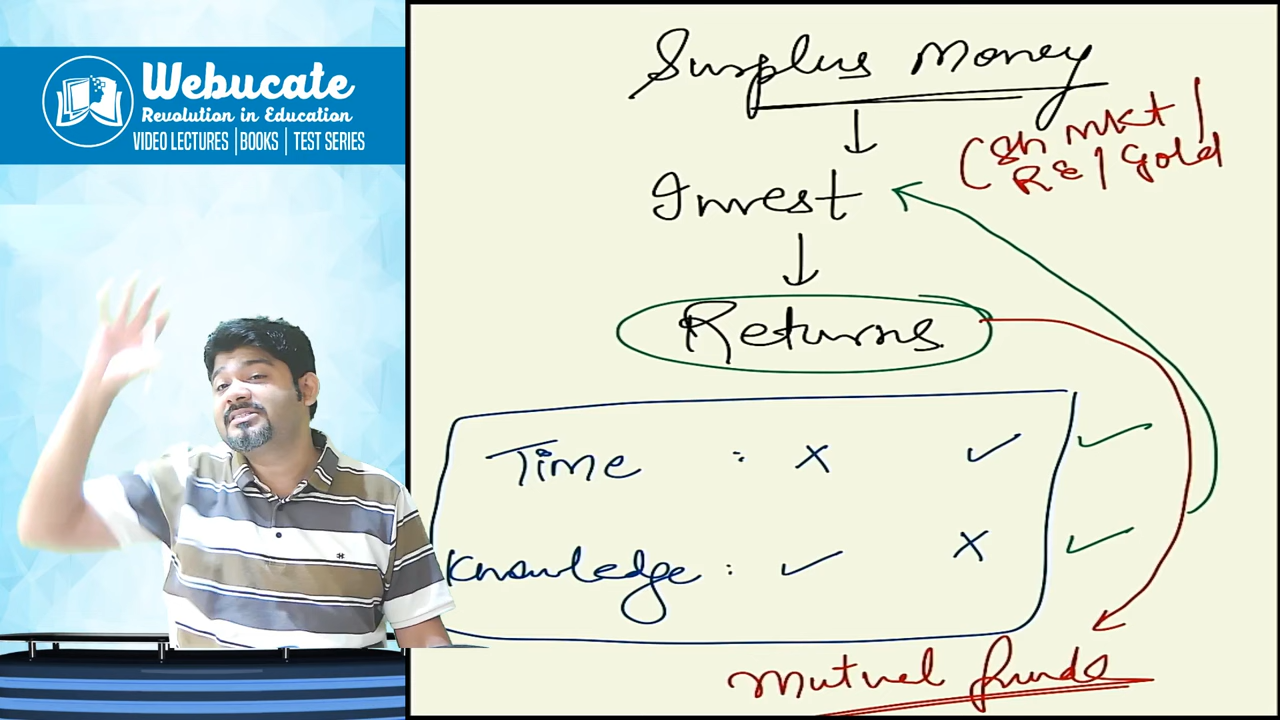 Webucate
Revolution in Education
VIDEO LECTURES | BOOKS | TEST SERIES
Surplus Money
↓
(Sh mkt /
RE / Gold
Invest
↓
Returns
Time : × ✓ ✓
Knowledge : ✓ × ✓
Mutual funds